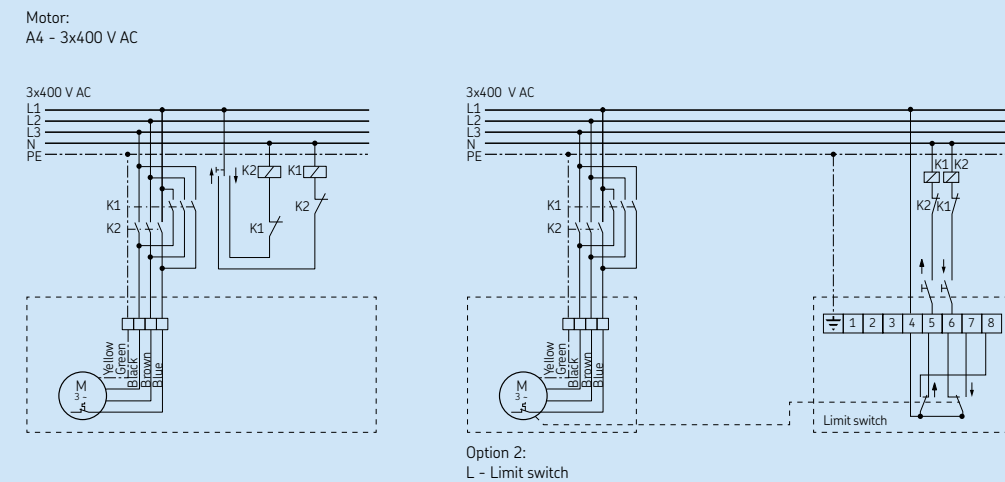 Motor:
A4 - 3x400 V AC
3x400 V AC
L1
L2
L3
N
PE
K2
K1
K1
K2
K2
K1
Yellow
Green
Black
Brown
Blue
M
3 ~
3x400 V AC
L1
L2
L3
N
PE
K1
K2
K1
K2
K2
K1
1 2 3 4 5 6 7 8
Yellow
Green
Black
Brown
Blue
M
3 ~
Limit switch
Option 2:
L - Limit switch